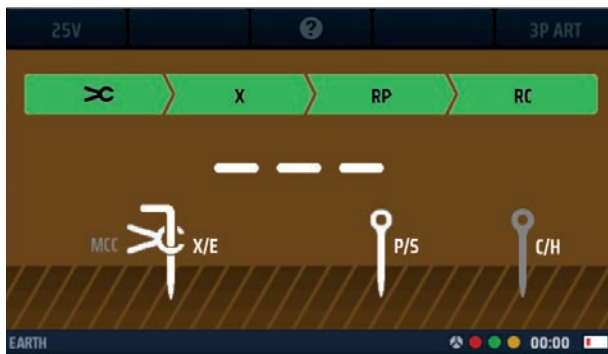 25V ? 3P ART
X RP RC
MCC X/E P/S C/H
EARTH 00:00